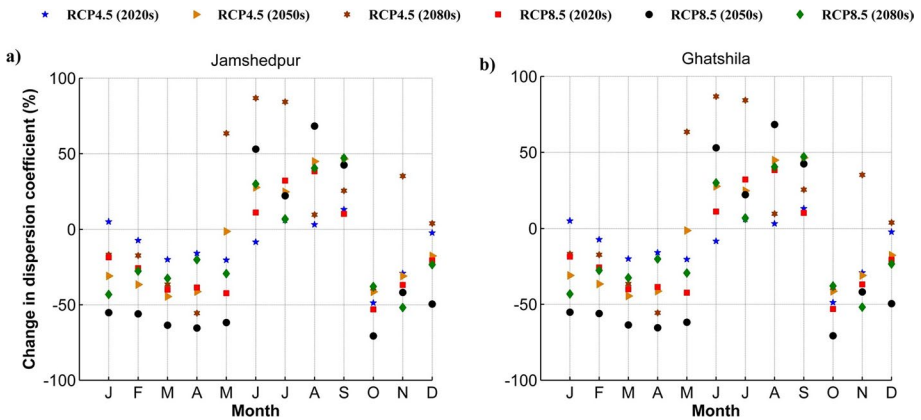 RCP4.5 (2020s) RCP4.5 (2050s) RCP4.5 (2080s) RCP8.5 (2020s) RCP8.5 (2050s) RCP8.5 (2080s)
a) Jamshedpur b) Ghatshila
Change in dispersion coefficient (%)
100 100
50 50
0 0
-50 -50
-100 -100
J F M A M J J A S O N D J F M A M J J A S O N D
Month Month